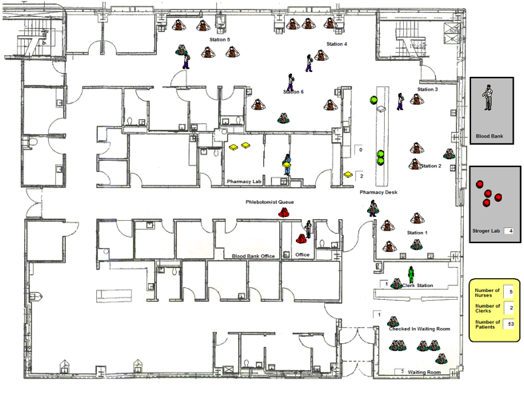 Station 5
Station 4
Station 6
Station 3
Blood Bank
0
Station 2
2
Pharmacy Lab
Pharmacy Desk
Phlebotomist Queue
Station 1
Stroger Lab 4
Blood Bank Office
Office
1 Clerk Station
Number of
Nurses
Number of
Clerks
2
Number of
Patients
53
1
Checked In Waiting Room
Waiting Room